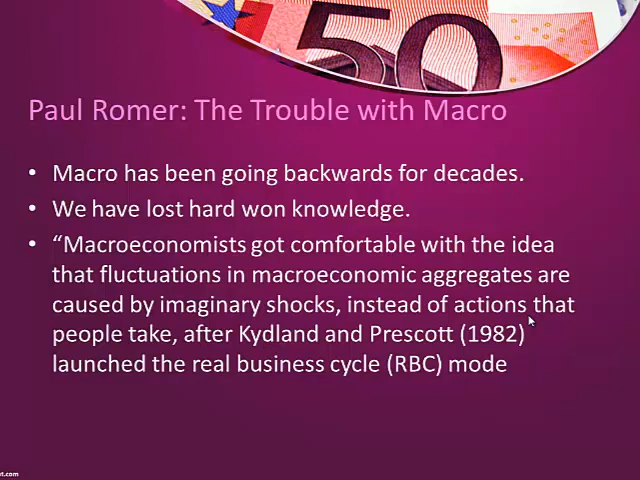 50
Paul Romer: The Trouble with Macro
• Macro has been going backwards for decades.
• We have lost hard won knowledge.
• “Macroeconomists got comfortable with the idea
that fluctuations in macroeconomic aggregates are
caused by imaginary shocks, instead of actions that
people take, after Kydland and Prescott (1982)
launched the real business cycle (RBC) mode
t.com